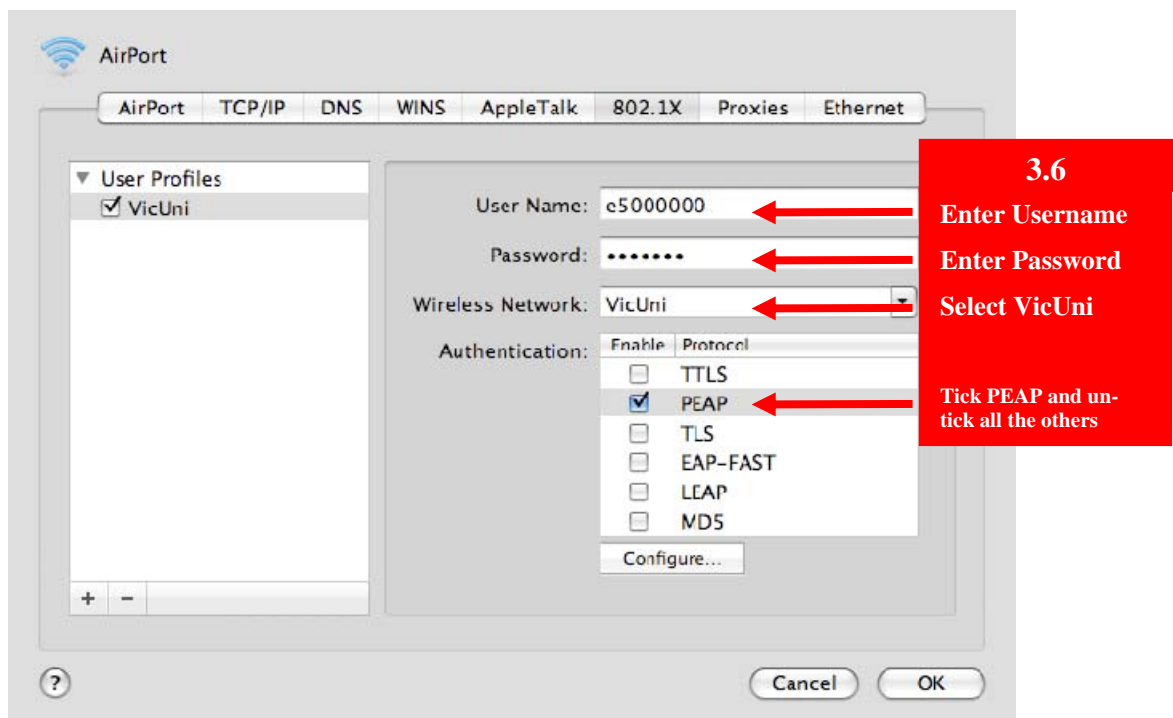 AirPort
AirPort TCP/IP DNS WINS AppleTalk 802.1X Proxies Ethernet
User Profiles
VicUni
User Name: e5000000
Password: •••••••
Wireless Network: VicUni
Authentication:
Enable Protocol
TTLS
PEAP
TLS
EAP-FAST
LEAP
MD5
Configure...
+ −
?
Cancel OK
3.6
Enter Username
Enter Password
Select VicUni
Tick PEAP and un-
tick all the others